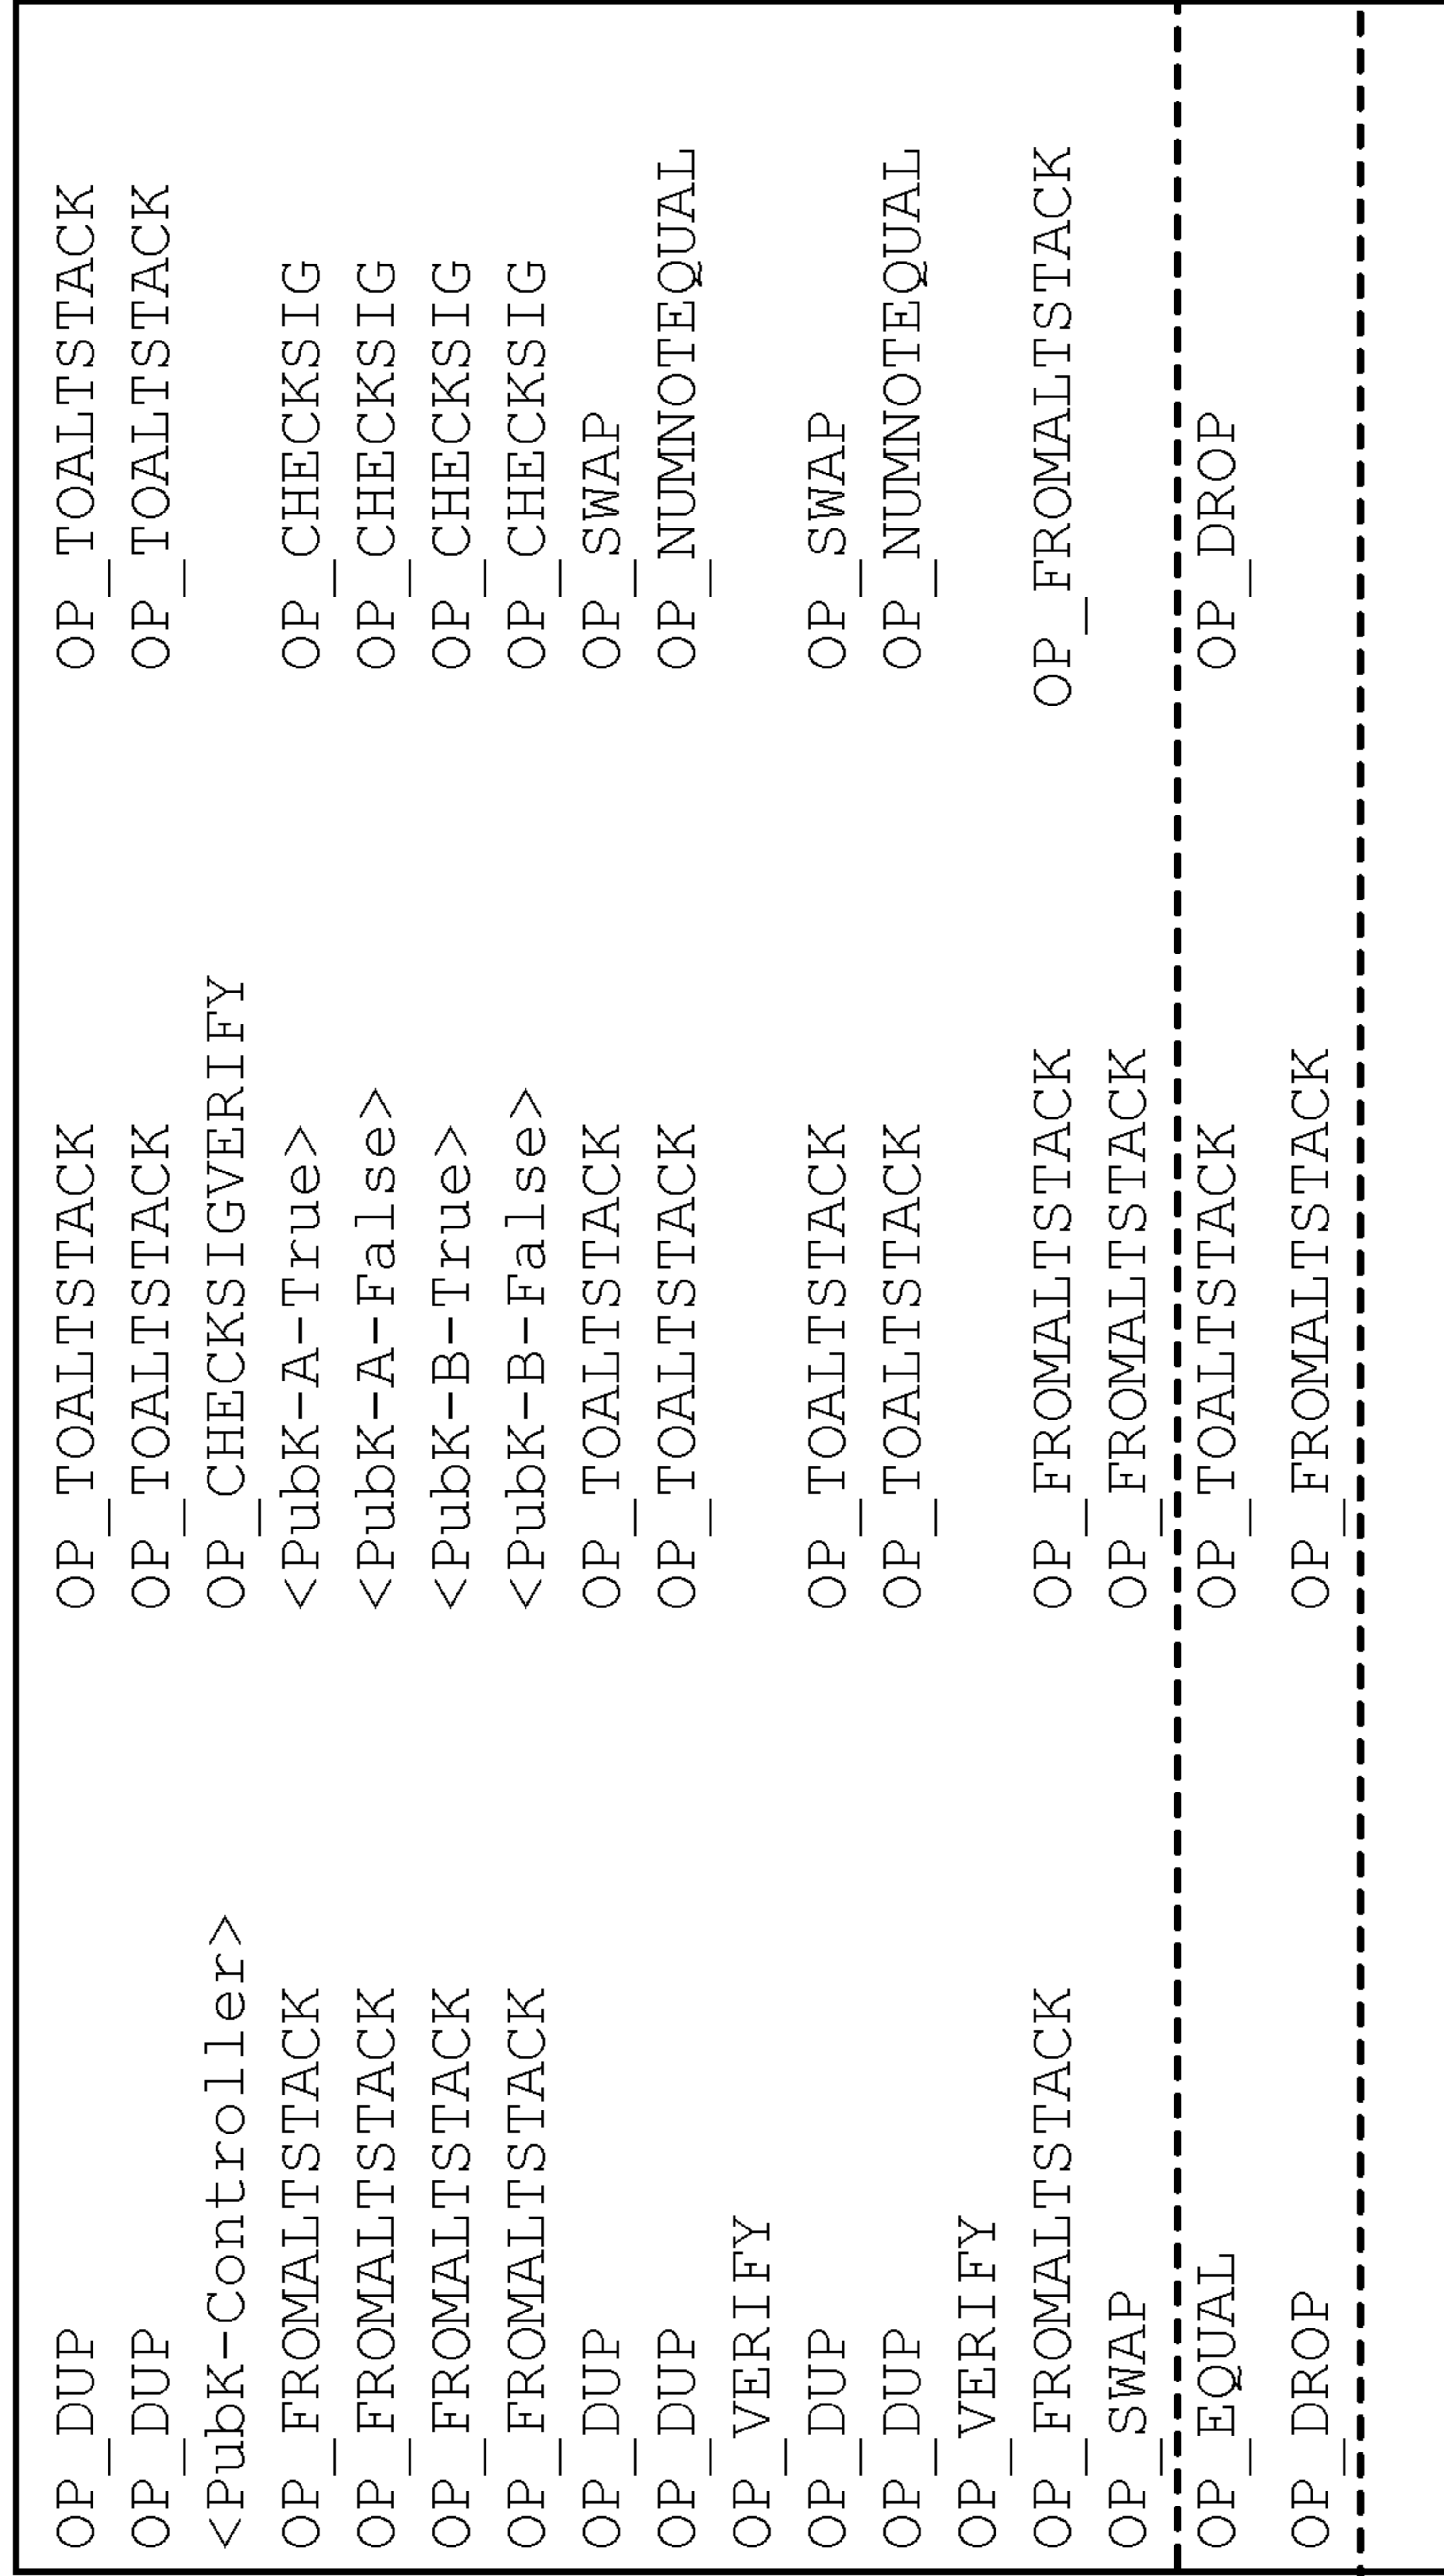 OP_DUP OP_TOALTSTACK OP_TOALTSTACK
OP_DUP OP_TOALTSTACK OP_TOALTSTACK
<PubK-Controller> OP_CHECKSIGVERIFY
OP_FROMALTSTACK <PubK-A-True> OP_CHECKSIG
OP_FROMALTSTACK <PubK-A-False> OP_CHECKSIG
OP_FROMALTSTACK <PubK-B-True> OP_CHECKSIG
OP_FROMALTSTACK <PubK-B-False> OP_CHECKSIG
OP_DUP OP_TOALTSTACK OP_SWAP
OP_DUP OP_TOALTSTACK OP_NUMNOTEQUAL
OP_VERIFY
OP_DUP OP_TOALTSTACK OP_SWAP
OP_DUP OP_TOALTSTACK OP_NUMNOTEQUAL
OP_VERIFY
OP_FROMALTSTACK OP_FROMALTSTACK OP_FROMALTSTACK
OP_SWAP OP_FROMALTSTACK
OP_EQUAL OP_TOALTSTACK OP_DROP
OP_DROP OP_FROMALTSTACK